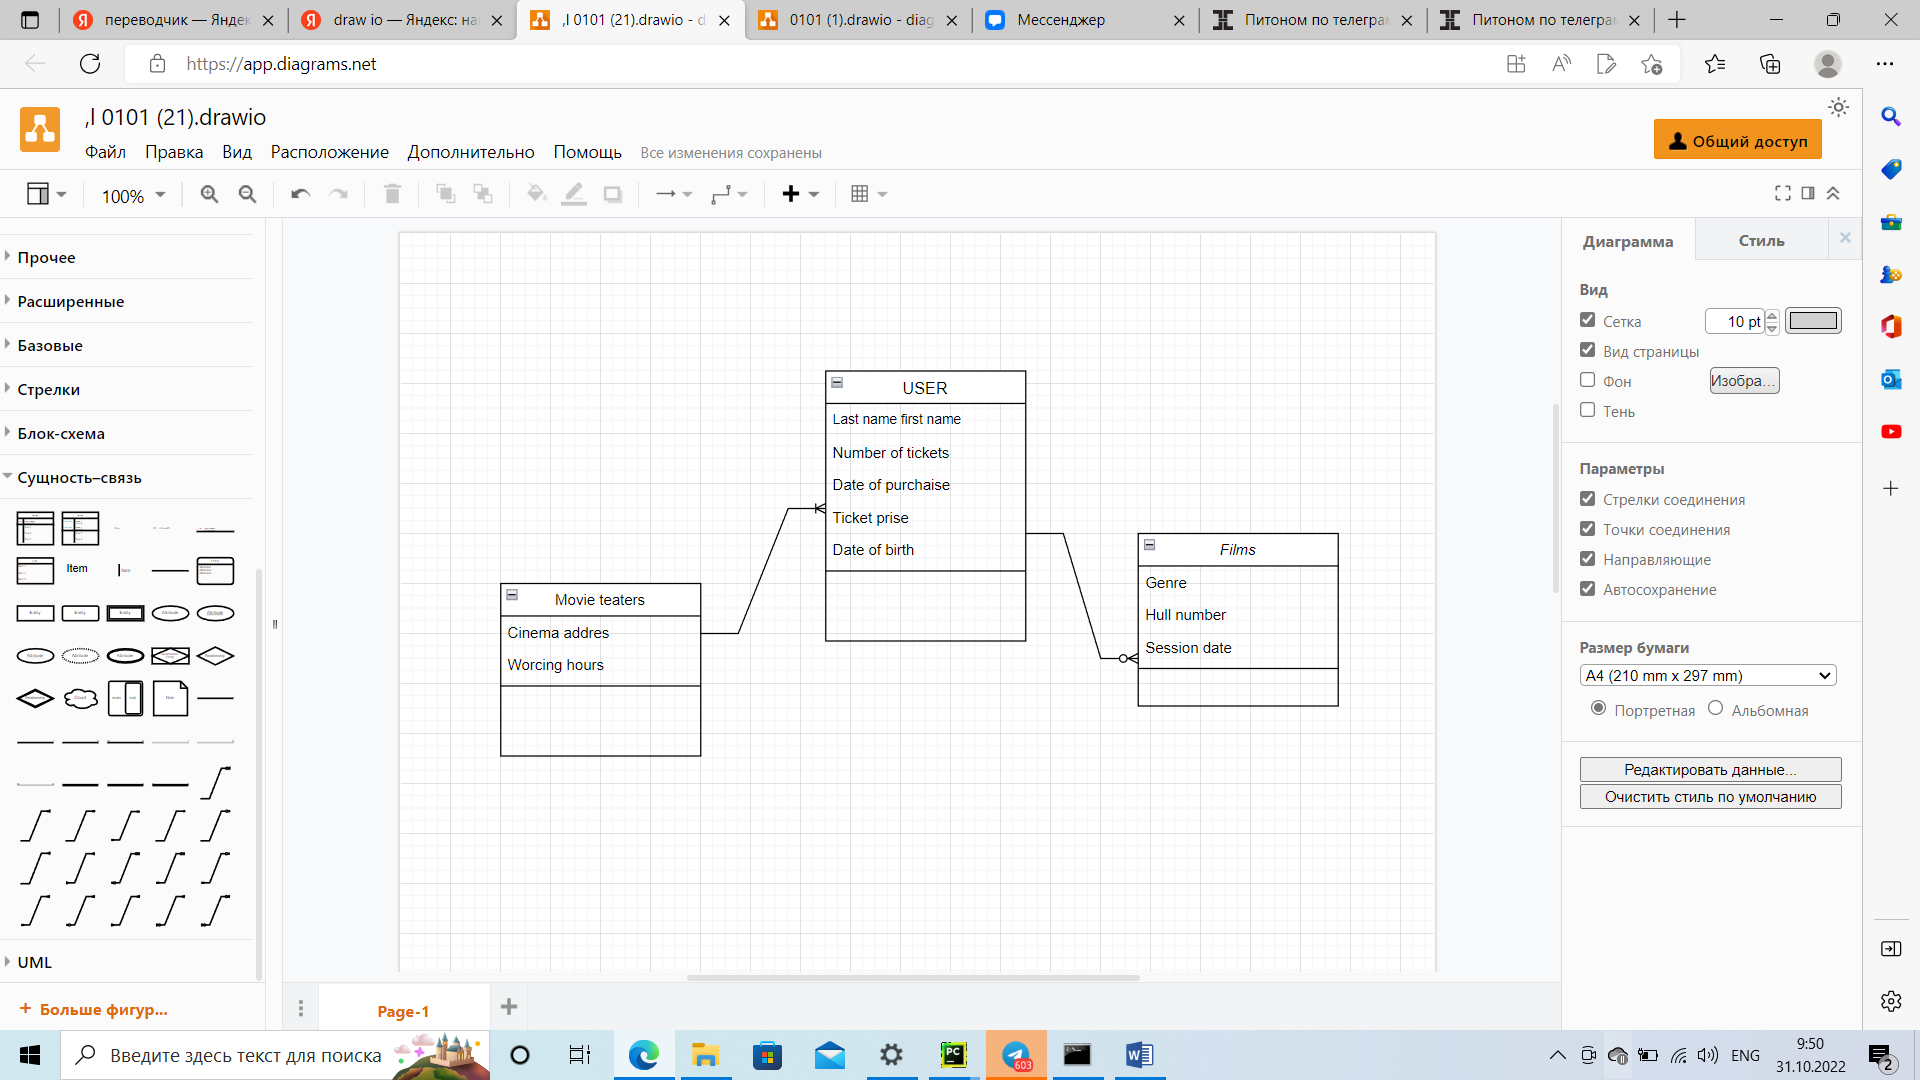 переводчик — Яндек
draw io — Яндекс: на
,l 0101 (21).drawio - d
0101 (1).drawio - diag
Мессенджер
Питоном по телеграм
Питоном по телеграм
https://app.diagrams.net
,l 0101 (21).drawio
Файл Правка Вид Расположение Дополнительно Помощь Все изменения сохранены
Общий доступ
100%
Прочее
Расширенные
Базовые
Стрелки
Блок-схема
Сущность–связь
Item
UML
+ Больше фигур...
USER
Last name first name
Number of tickets
Date of purchaise
Ticket prise
Date of birth
Movie teaters
Cinema addres
Worcing hours
Films
Genre
Hull number
Session date
Диаграмма
Стиль
Вид
Сетка
10 pt
Вид страницы
Фон
Изобра...
Тень
Параметры
Стрелки соединения
Точки соединения
Направляющие
Автосохранение
Размер бумаги
A4 (210 mm x 297 mm)
Портретная
Альбомная
Редактировать данные...
Очистить стиль по умолчанию
Page-1
Введите здесь текст для поиска
PC
603
ENG
9:50
31.10.2022
2